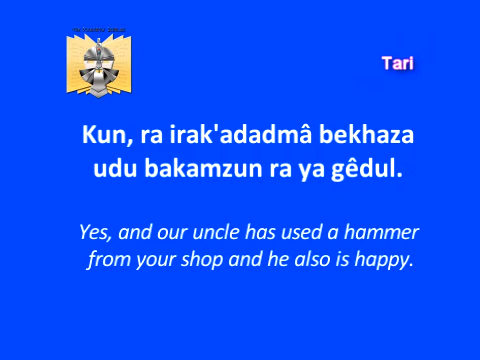 Tari
Kun, ra irak'adadmâ bekhaza
udu bakamzun ra ya gêdul.
Yes, and our uncle has used a hammer
from your shop and he also is happy.